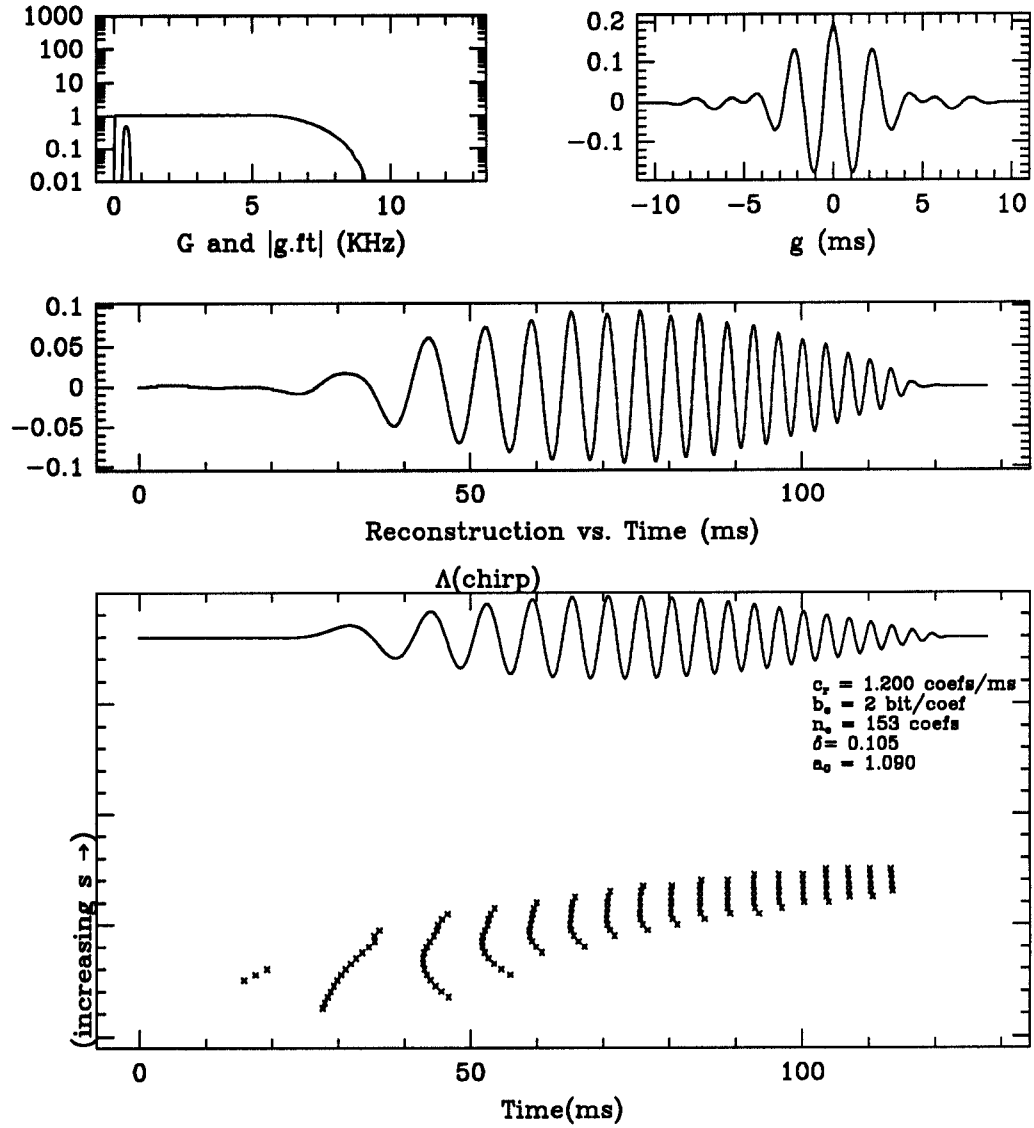 1000
100
10
1
0.1
0.01
0 5 10
G and |g.ft| (KHz)
0.2
0.1
0
−0.1
−10 −5 0 5 10
g (ms)
0.1
0.05
0
−0.05
−0.1
0 50 100
Reconstruction vs. Time (ms)
Λ(chirp)
c_r = 1.200 coefs/ms
b_e = 2 bit/coef
n_e = 153 coefs
δ= 0.105
a_0 = 1.090
(increasing s →)
0 50 100
Time(ms)